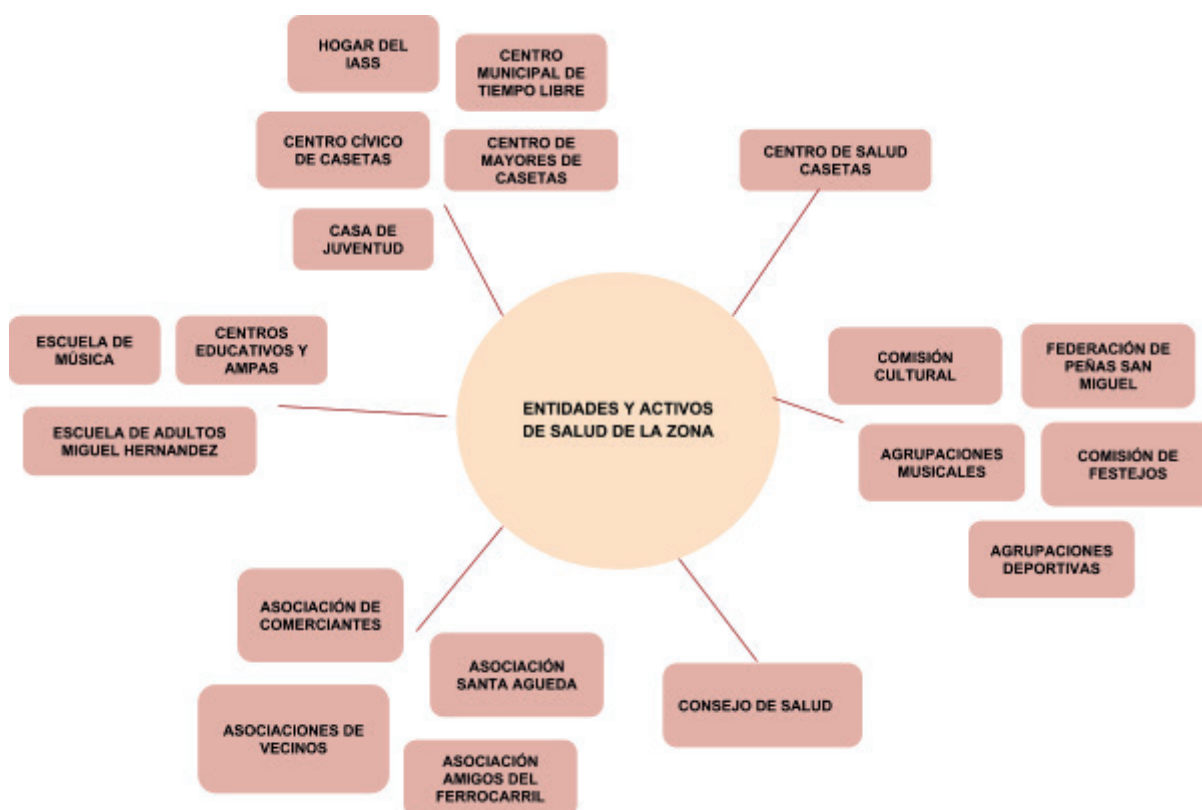 HOGAR DEL
IASS
CENTRO
MUNICIPAL DE
TIEMPO LIBRE
CENTRO CÍVICO
DE CASETAS
CENTRO DE
MAYORES DE
CASETAS
CASA DE
JUVENTUD
CENTRO DE SALUD
CASETAS
ESCUELA DE
MÚSICA
CENTROS
EDUCATIVOS Y
AMPAS
ESCUELA DE ADULTOS
MIGUEL HERNANDEZ
ENTIDADES Y ACTIVOS
DE SALUD DE LA ZONA
COMISIÓN
CULTURAL
FEDERACIÓN DE
PEÑAS SAN
MIGUEL
AGRUPACIONES
MUSICALES
COMISIÓN DE
FESTEJOS
AGRUPACIONES
DEPORTIVAS
ASOCIACIÓN DE
COMERCIANTES
ASOCIACIÓN
SANTA AGUEDA
ASOCIACIONES DE
VECINOS
ASOCIACIÓN
AMIGOS DEL
FERROCARRIL
CONSEJO DE SALUD